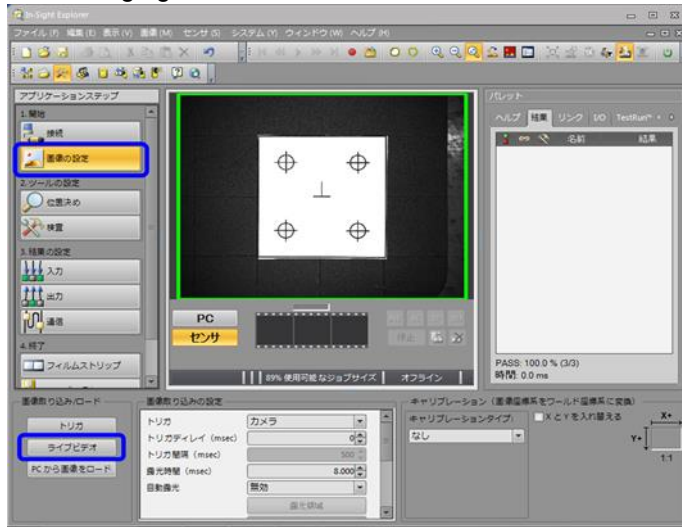 In-Sight Explorer
ファイル(F) 編集(E) 表示(V) 画像(M) センサ(S) システム(Y) ウィンドウ(W) ヘルプ(H)
アプリケーションステップ
1.開始
接続
画像の設定
2.ツールの設定
位置決め
検査
3.結果の設定
入力
出力
通信
4.終了
フィルムストリップ
PC
センサ
停止
89% 使用可能なジョブサイズ
オフライン
パレット
ヘルプ 結果 リンク I/O TestRun™
名前 結果
PASS: 100.0 % (3/3)
時間: 0.0 ms
画像取り込み/ロード
トリガ
ライブビデオ
PC から画像をロード
画像取り込みの設定
トリガ カメラ
トリガディレイ (msec) 0
トリガ間隔 (msec) 500
露光時間 (msec) 8.000
自動露光 無効
露光領域
キャリブレーション (画像座標系をワールド座標系に変換)
キャリブレーションタイプ:
なし
X と Y を入れ替える
X+
Y+
1:1